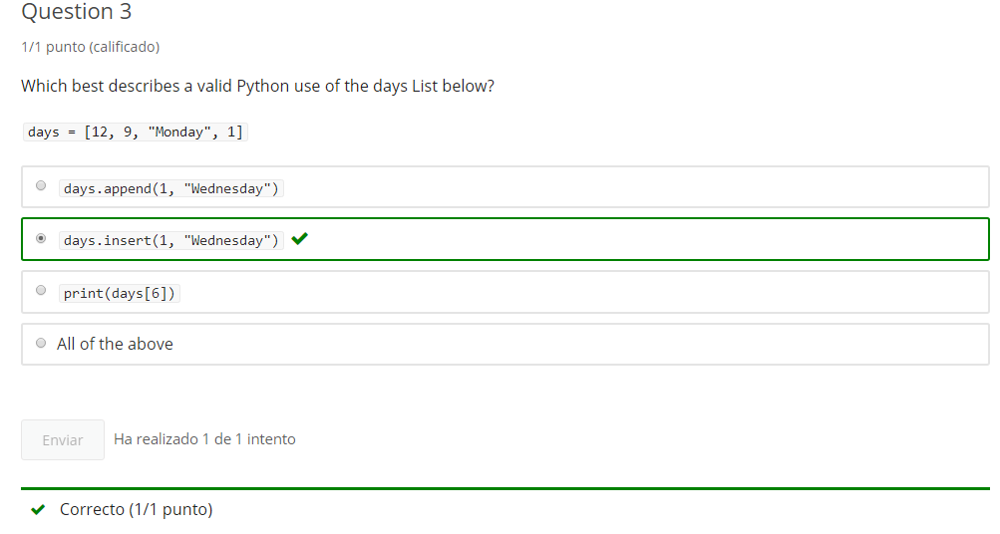 Question 3
1/1 punto (calificado)
Which best describes a valid Python use of the days List below?
days = [12, 9, "Monday", 1]
days.append(1, "Wednesday")
days.insert(1, "Wednesday")
print(days[6])
All of the above
Enviar Ha realizado 1 de 1 intento
Correcto (1/1 punto)